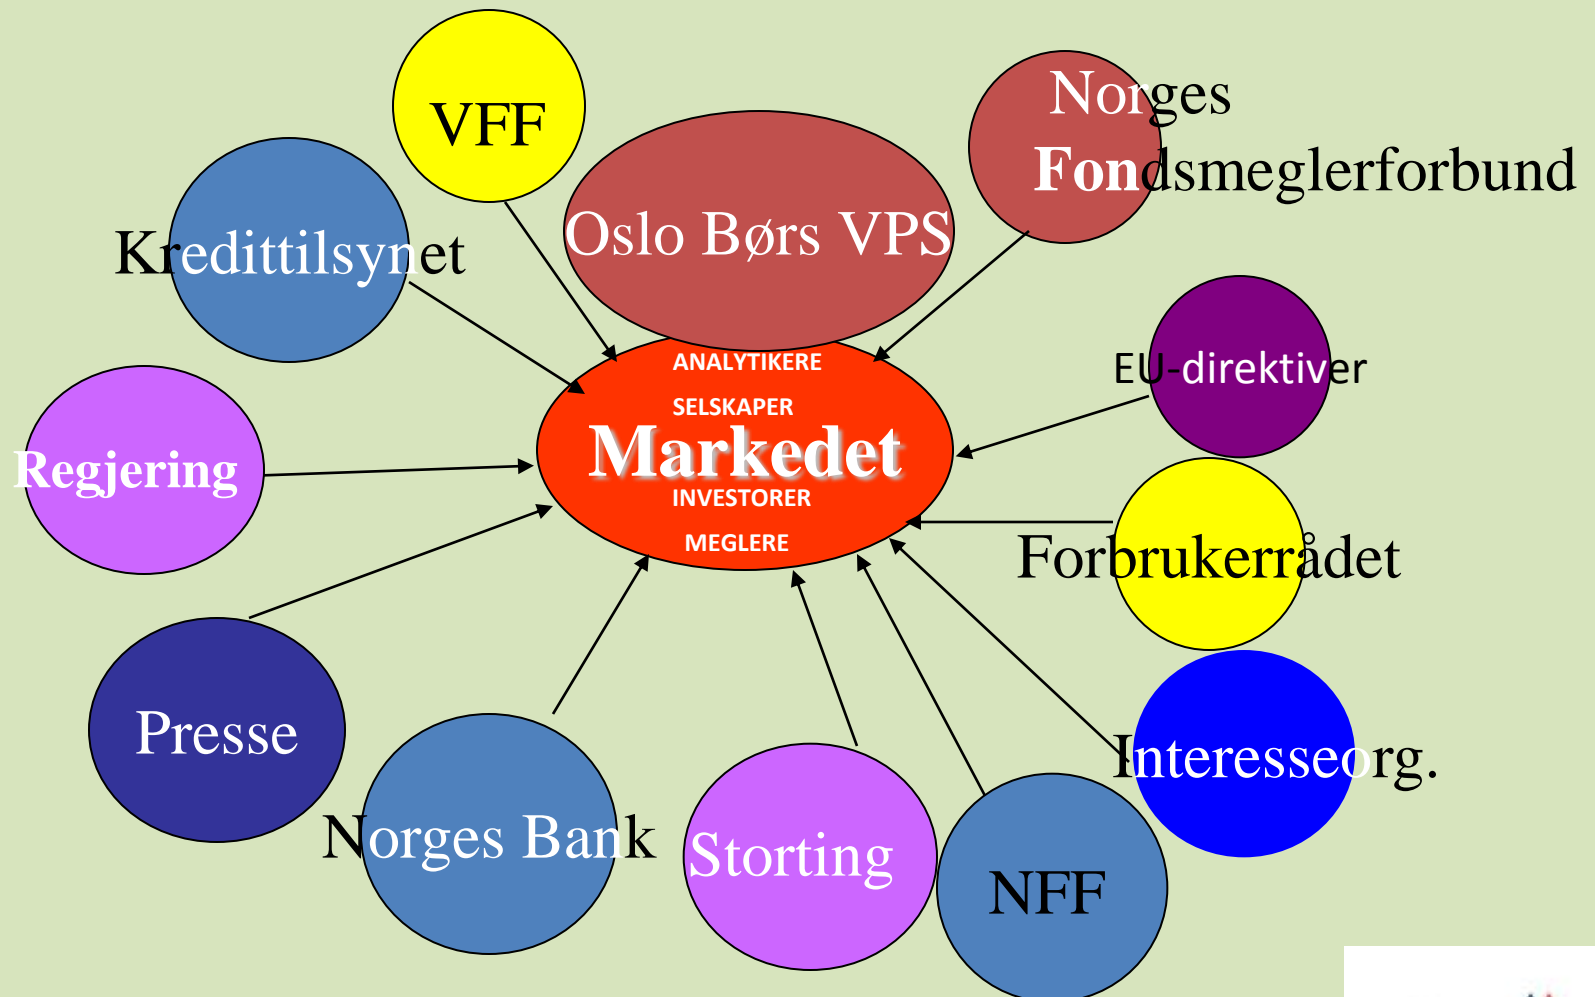 VFF
Norges
Fondsmeglerforbund
Oslo Børs VPS
Kredittilsynet
EU-direktiver
ANALYTIKERE
SELSKAPER
Markedet
INVESTORER
MEGLERE
Regjering
Forbrukerrådet
Presse
Interesseorg.
Norges Bank
Storting
NFF